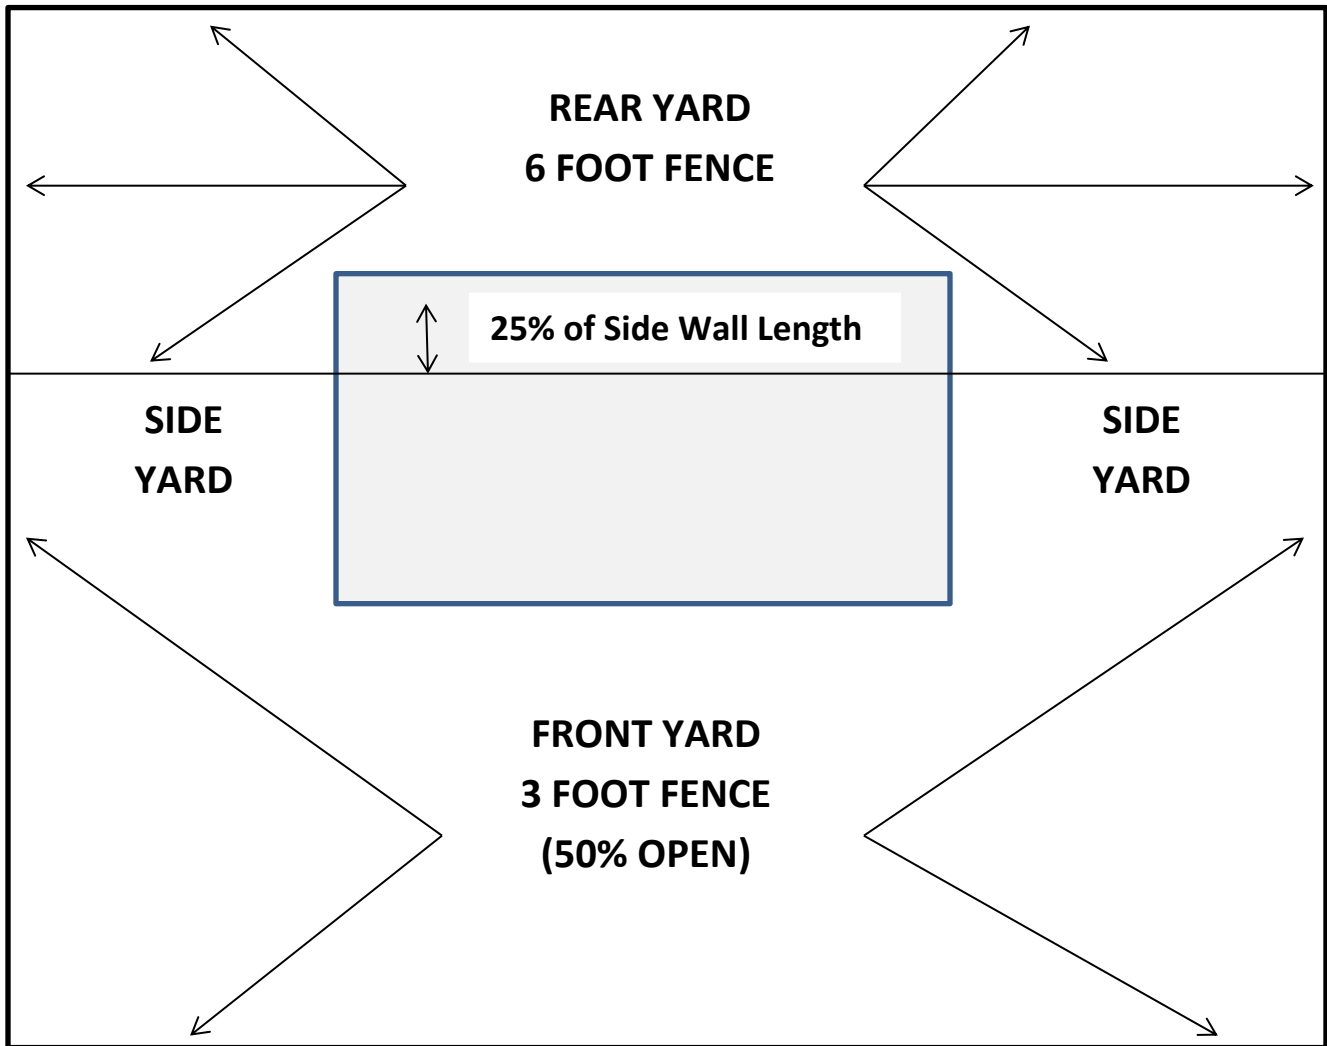 REAR YARD
6 FOOT FENCE
25% of Side Wall Length
SIDE
YARD
SIDE
YARD
FRONT YARD
3 FOOT FENCE
(50% OPEN)